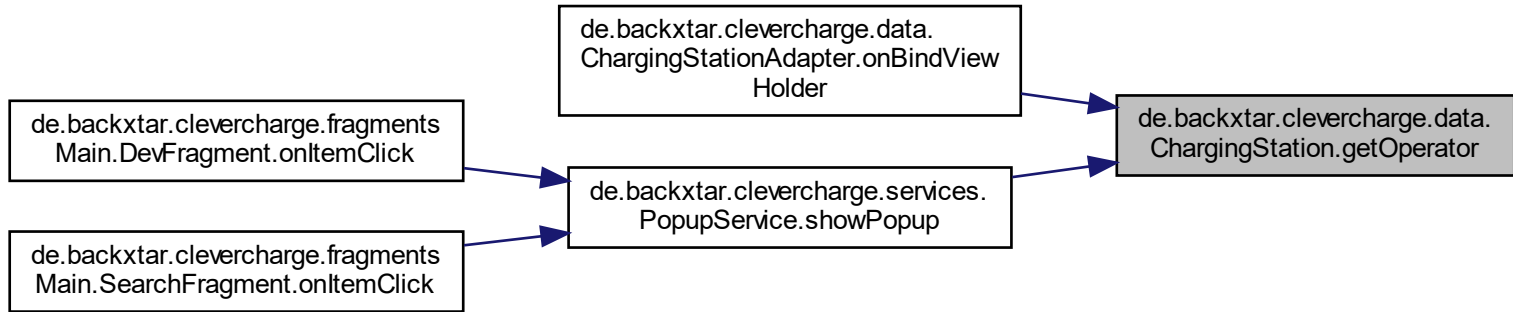 de.backxtar.clevercharge.data.
ChargingStationAdapter.onBindView
Holder
de.backxtar.clevercharge.fragments
Main.DevFragment.onItemClick
de.backxtar.clevercharge.data.
ChargingStation.getOperator
de.backxtar.clevercharge.services.
PopupService.showPopup
de.backxtar.clevercharge.fragments
Main.SearchFragment.onItemClick